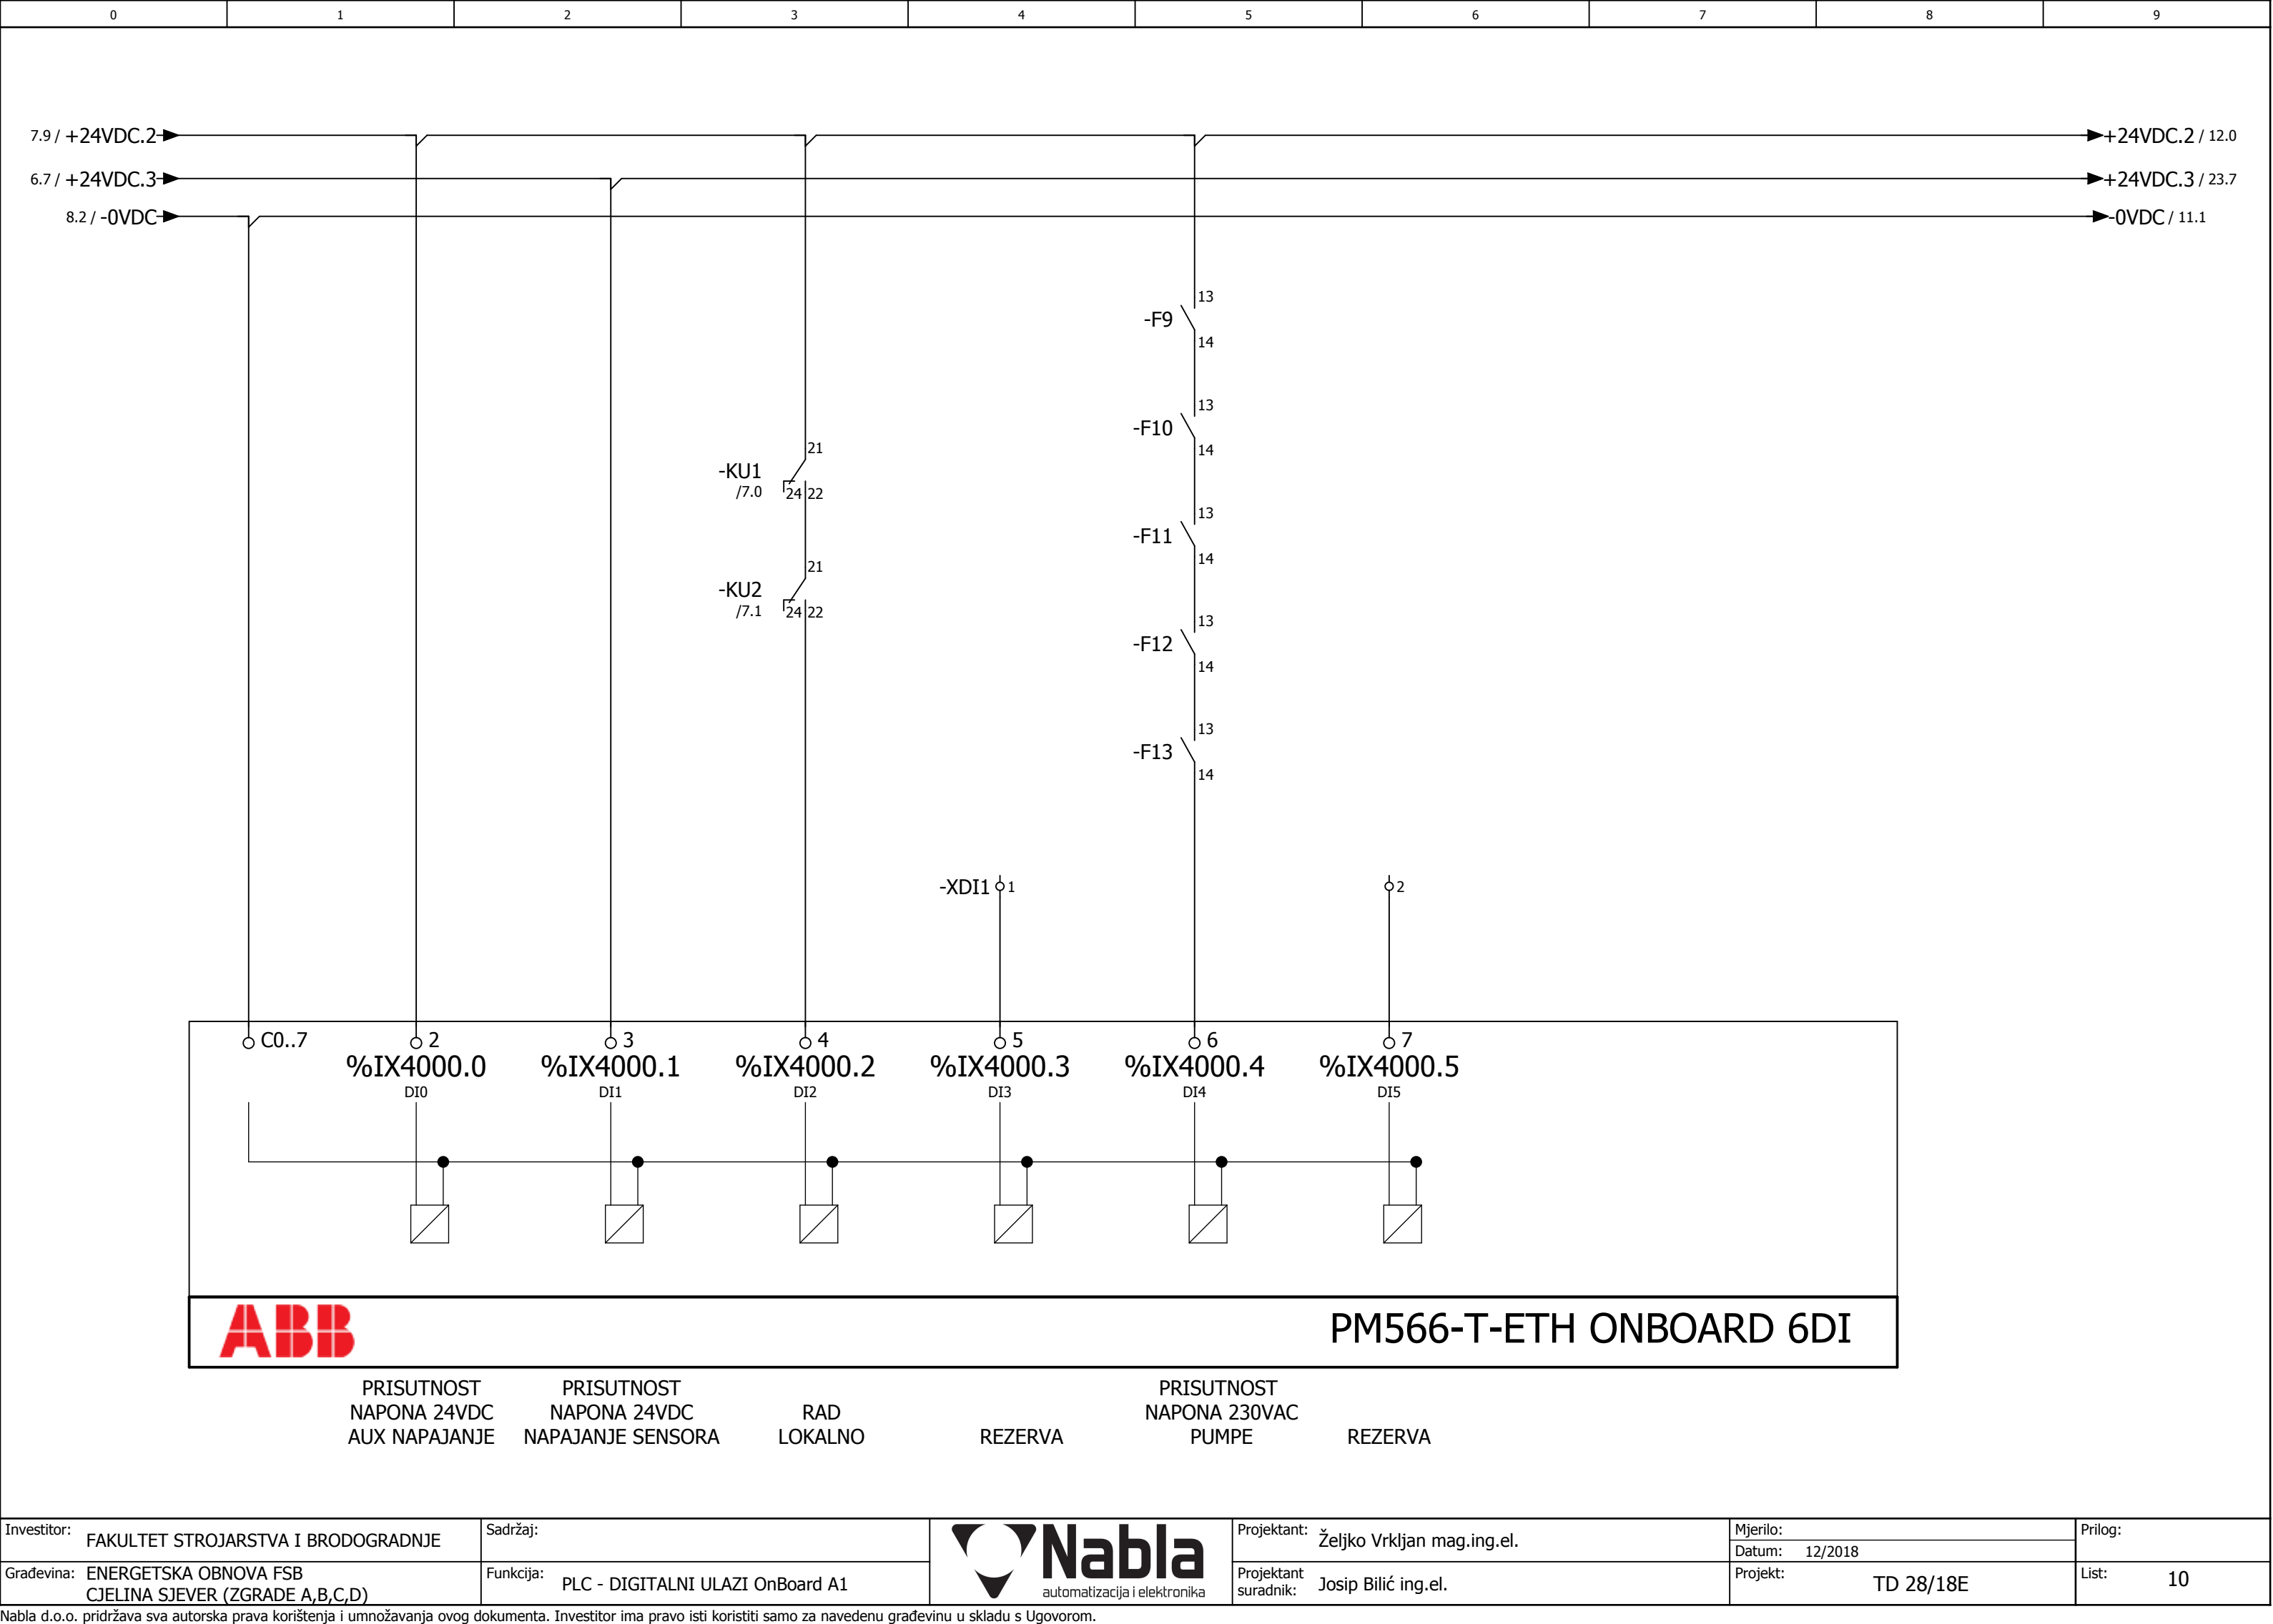 0 1 2 3 4 5 6 7 8 9
7.9 / +24VDC.2 +24VDC.2 / 12.0
6.7 / +24VDC.3 +24VDC.3 / 23.7
8.2 / -0VDC -0VDC / 11.1
13
-F9
14
13
-F10
14
21
-KU1
/7.0
24 22
13
-F11
14
21
-KU2
/7.1
24 22
13
-F12
14
13
-F13
14
-XDI1 1 2
C0..7 2 3 4 5 6 7
%IX4000.0 %IX4000.1 %IX4000.2 %IX4000.3 %IX4000.4 %IX4000.5
DI0 DI1 DI2 DI3 DI4 DI5
ABB PM566-T-ETH ONBOARD 6DI
PRISUTNOST
NAPONA 24VDC
AUX NAPAJANJE
PRISUTNOST
NAPONA 24VDC
NAPAJANJE SENSORA
RAD
LOKALNO
REZERVA
PRISUTNOST
NAPONA 230VAC
PUMPE
REZERVA
Investitor: FAKULTET STROJARSTVA I BRODOGRADNJE
Građevina: ENERGETSKA OBNOVA FSB
CJELINA SJEVER (ZGRADE A,B,C,D)
Sadržaj:
Funkcija: PLC - DIGITALNI ULAZI OnBoard A1
Nabla
automatizacija i elektronika
Projektant: Željko Vrkljan mag.ing.el.
Projektant
suradnik: Josip Bilić ing.el.
Mjerilo:
Datum: 12/2018
Projekt: TD 28/18E
Prilog:
List: 10
Nabla d.o.o. pridržava sva autorska prava korištenja i umnožavanja ovog dokumenta. Investitor ima pravo isti koristiti samo za navedenu građevinu u skladu s Ugovorom.